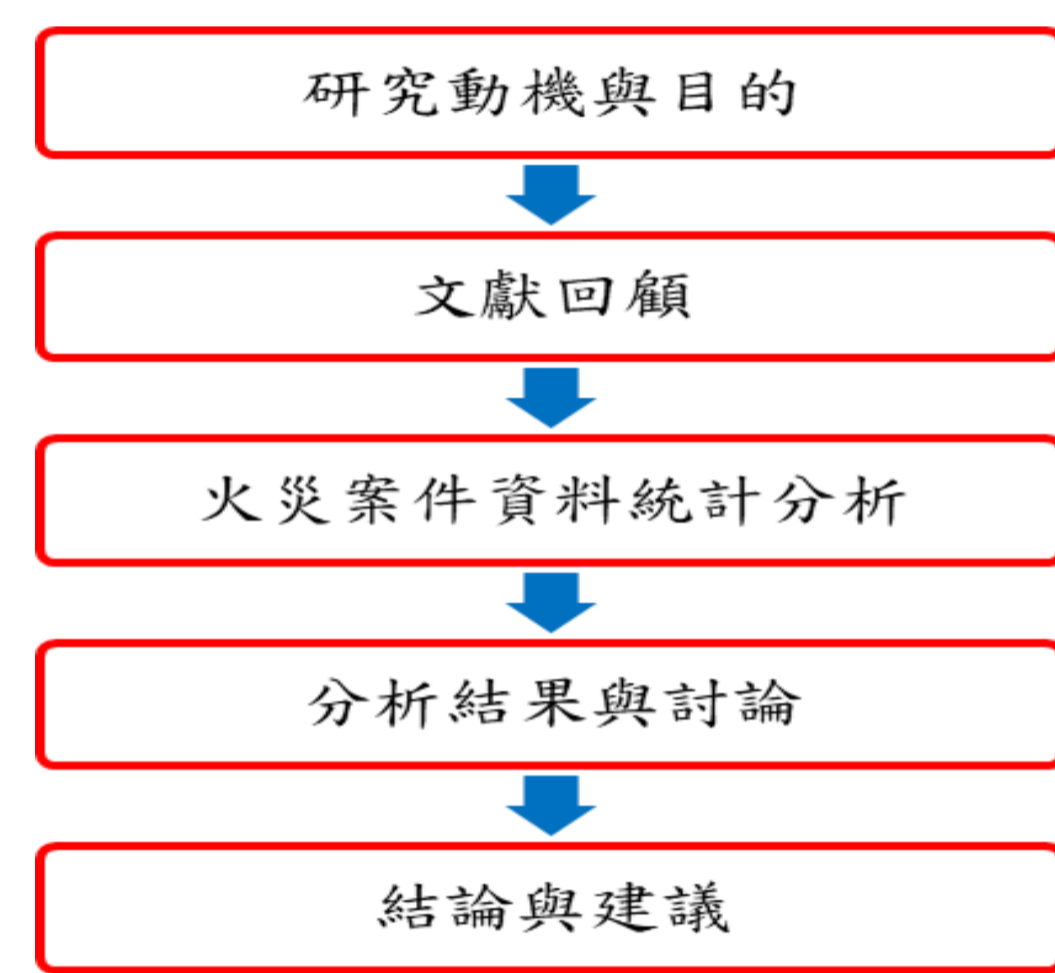 研究動機與目的
文獻回顧
火災案件資料統計分析
分析結果與討論
結論與建議